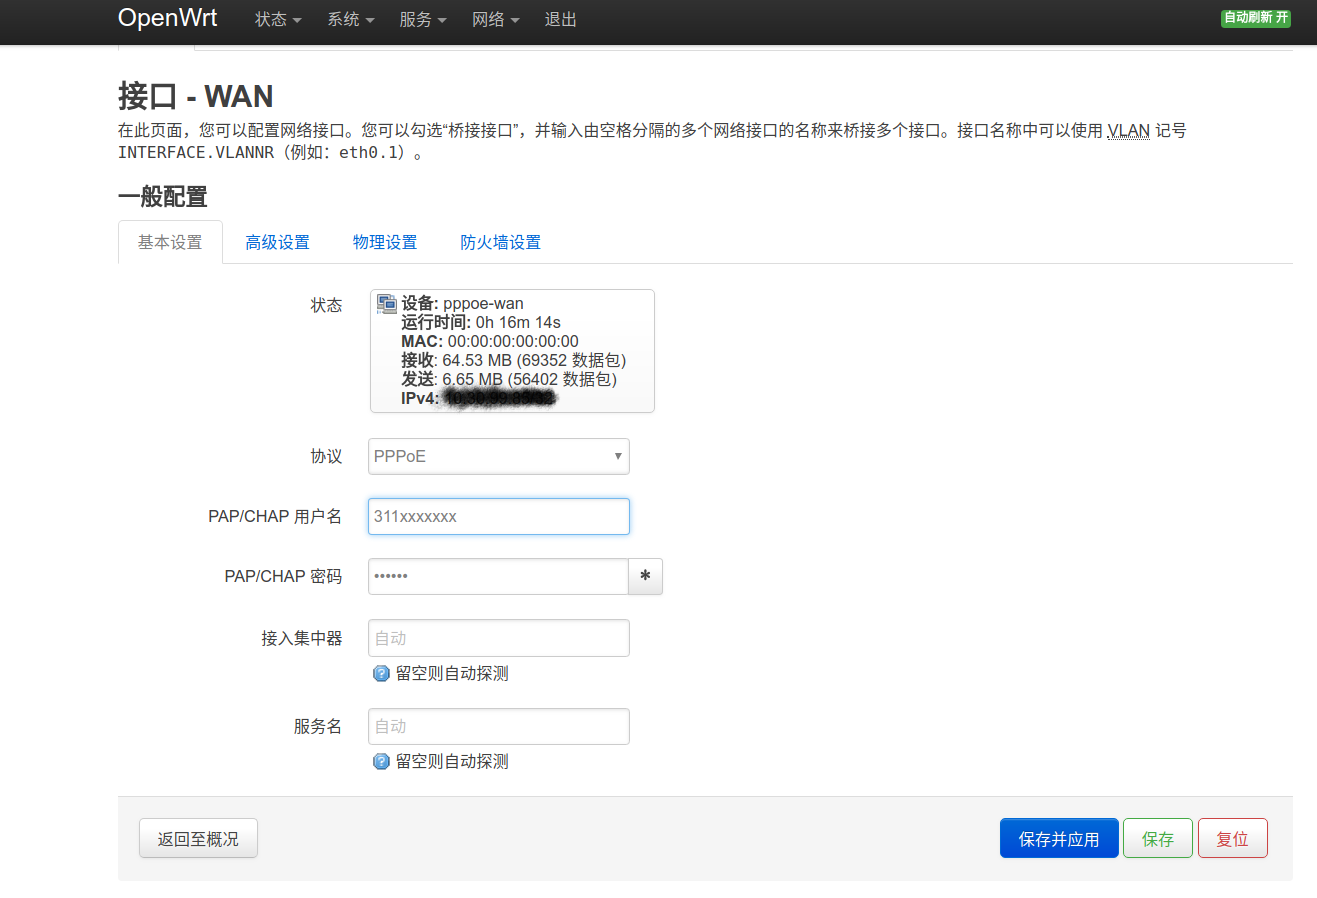 OpenWrt 状态 系统 服务 网络 退出 自动刷新 开
接口 - WAN
在此页面，您可以配置网络接口。您可以勾选“桥接接口”，并输入由空格分隔的多个网络接口的名称来桥接多个接口。接口名称中可以使用 VLAN 记号
INTERFACE.VLANNR（例如：eth0.1）。
一般配置
基本设置 高级设置 物理设置 防火墙设置
状态
设备: pppoe-wan
运行时间: 0h 16m 14s
MAC: 00:00:00:00:00:00
接收: 64.53 MB (69352 数据包)
发送: 6.65 MB (56402 数据包)
IPv4:
协议 PPPoE
PAP/CHAP 用户名 311xxxxxxx
PAP/CHAP 密码 •••••• *
接入集中器 自动
留空则自动探测
服务名 自动
留空则自动探测
返回至概况 保存并应用 保存 复位